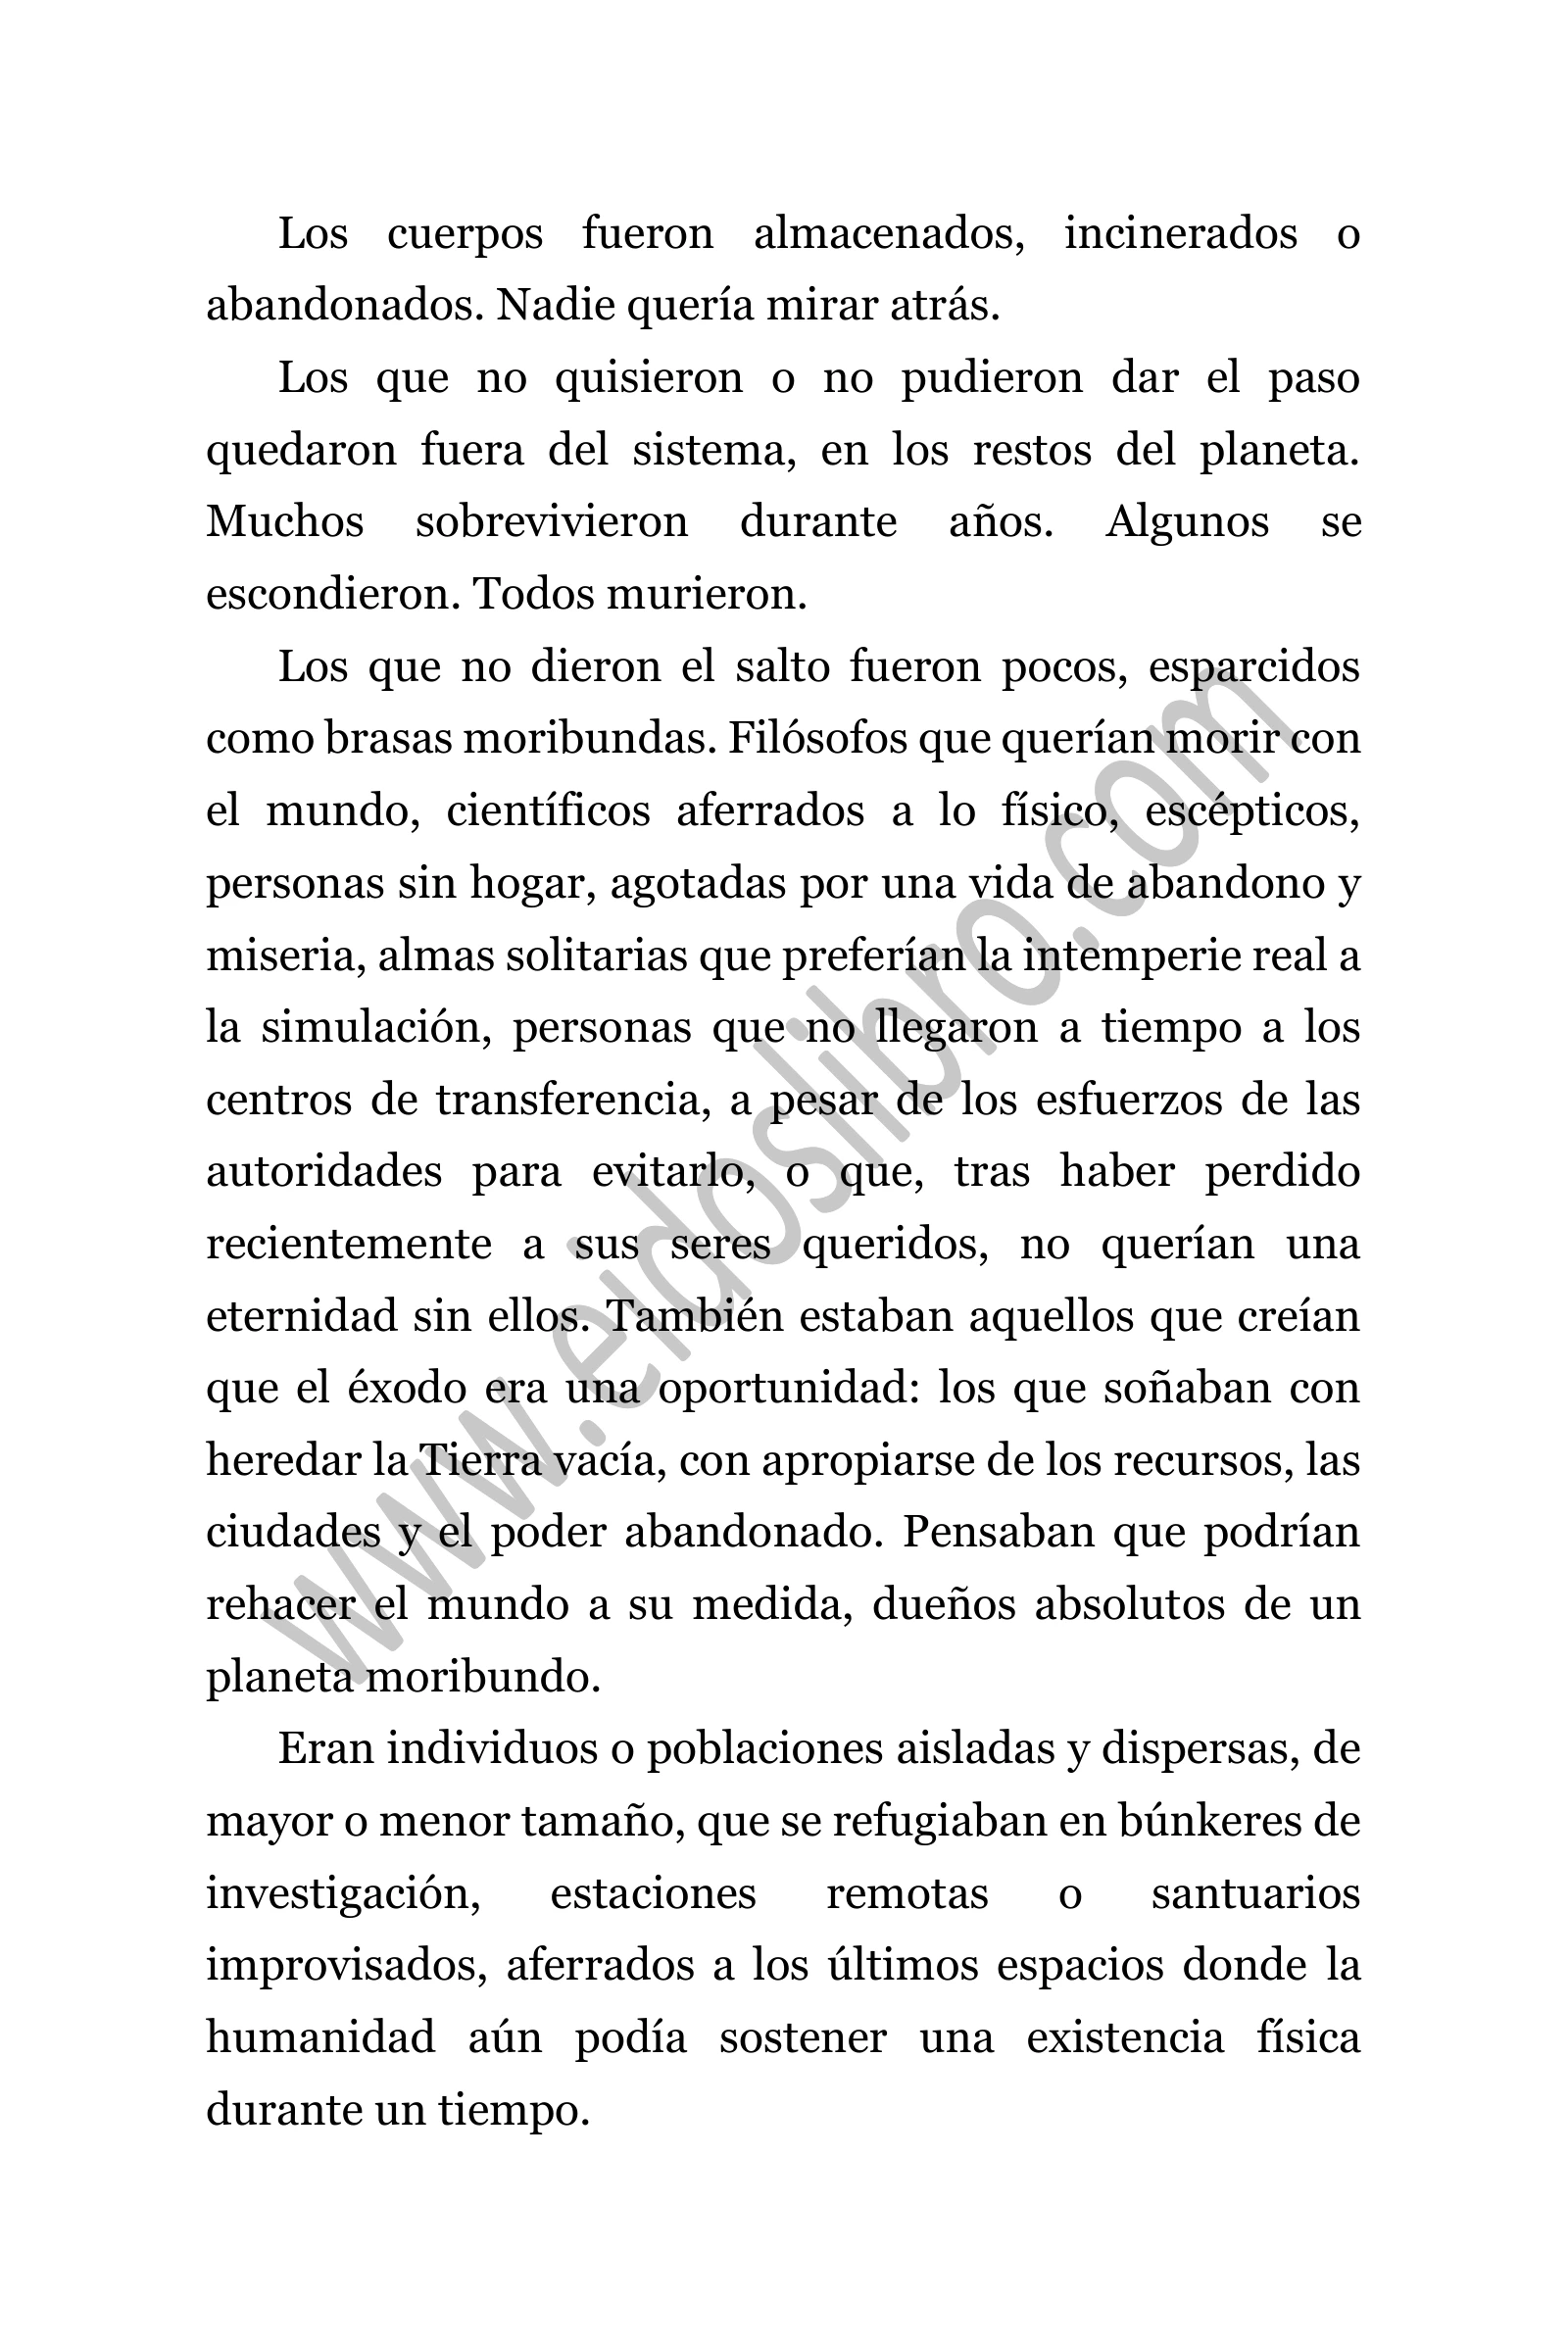 Los cuerpos fueron almacenados, incinerados o
abandonados. Nadie quería mirar atrás.
Los que no quisieron o no pudieron dar el paso
quedaron fuera del sistema, en los restos del planeta.
Muchos sobrevivieron durante años. Algunos se
escondieron. Todos murieron.
Los que no dieron el salto fueron pocos, esparcidos
como brasas moribundas. Filósofos que querían morir con
el mundo, científicos aferrados a lo físico, escépticos,
personas sin hogar, agotadas por una vida de abandono y
miseria, almas solitarias que preferían la intemperie real a
la simulación, personas que no llegaron a tiempo a los
centros de transferencia, a pesar de los esfuerzos de las
autoridades para evitarlo, o que, tras haber perdido
recientemente a sus seres queridos, no querían una
eternidad sin ellos. También estaban aquellos que creían
que el éxodo era una oportunidad: los que soñaban con
heredar la Tierra vacía, con apropiarse de los recursos, las
ciudades y el poder abandonado. Pensaban que podrían
rehacer el mundo a su medida, dueños absolutos de un
planeta moribundo.
Eran individuos o poblaciones aisladas y dispersas, de
mayor o menor tamaño, que se refugiaban en búnkeres de
investigación, estaciones remotas o santuarios
improvisados, aferrados a los últimos espacios donde la
humanidad aún podía sostener una existencia física
durante un tiempo.
www.eidoslibro.com